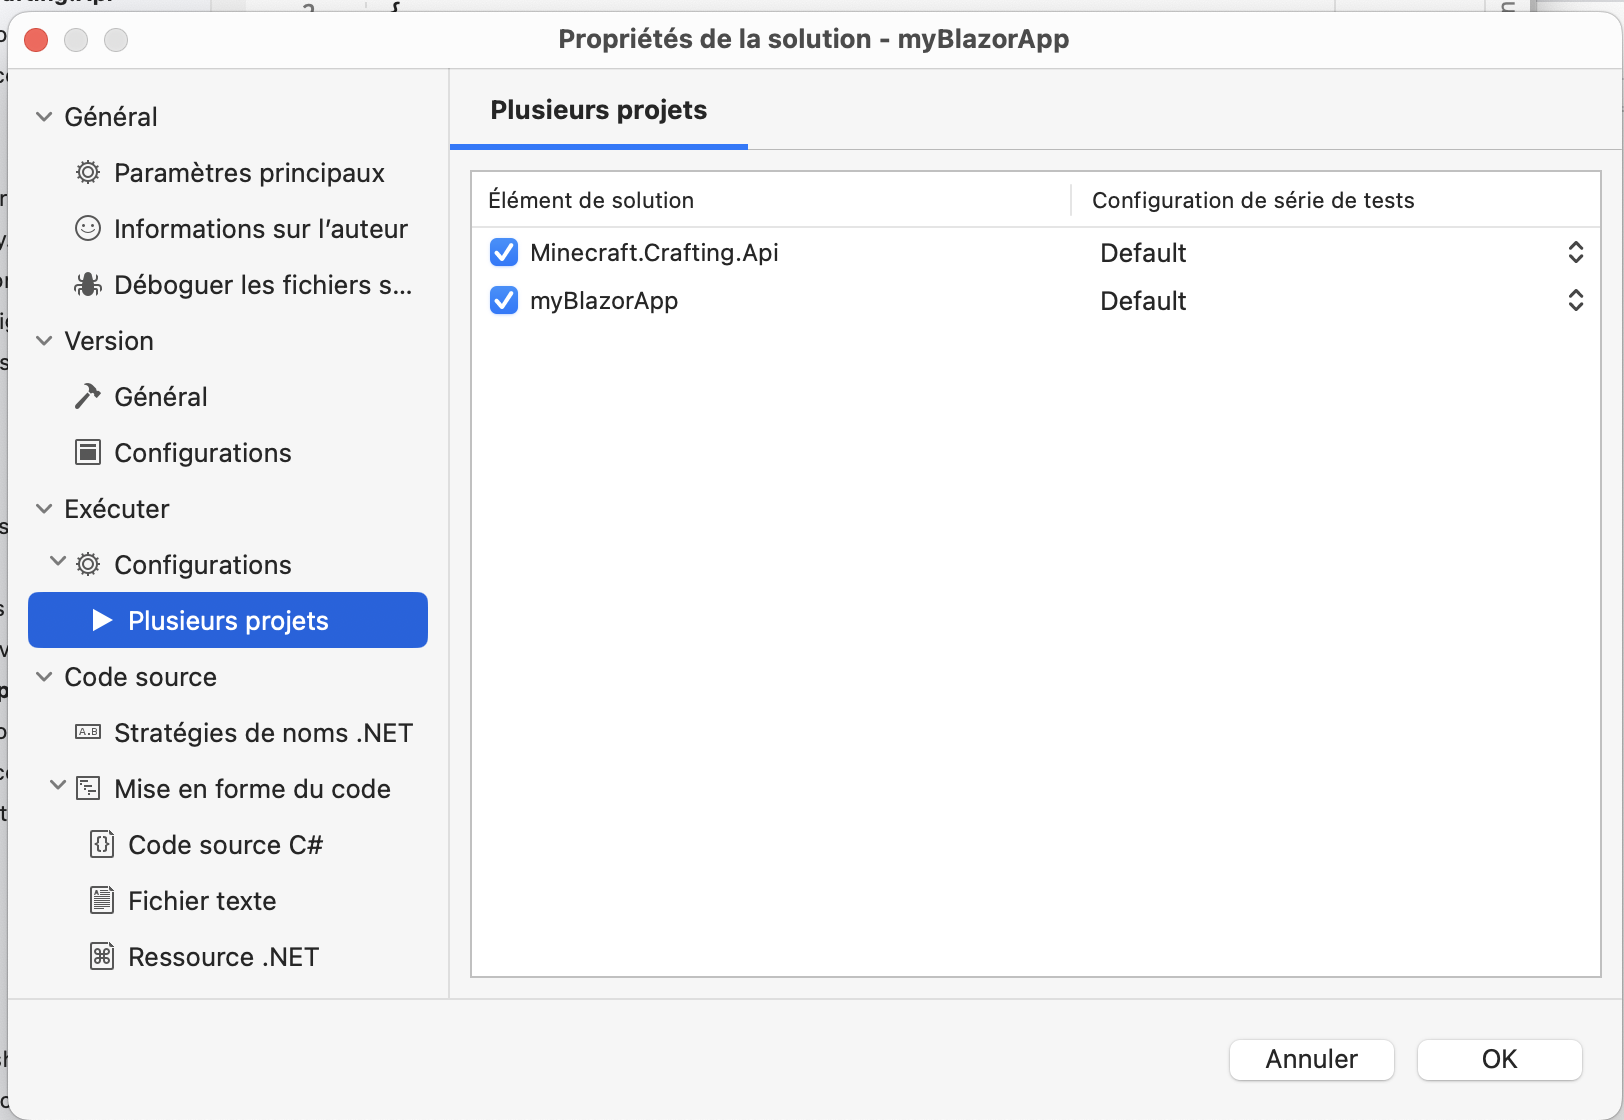 Propriétés de la solution - myBlazorApp
Général
Paramètres principaux
Informations sur l’auteur
Déboguer les fichiers s...
Version
Général
Configurations
Exécuter
Configurations
Plusieurs projets
Code source
Stratégies de noms .NET
Mise en forme du code
Code source C#
Fichier texte
Ressource .NET
Plusieurs projets
Élément de solution
Configuration de série de tests
Minecraft.Crafting.Api
Default
myBlazorApp
Default
Annuler
OK